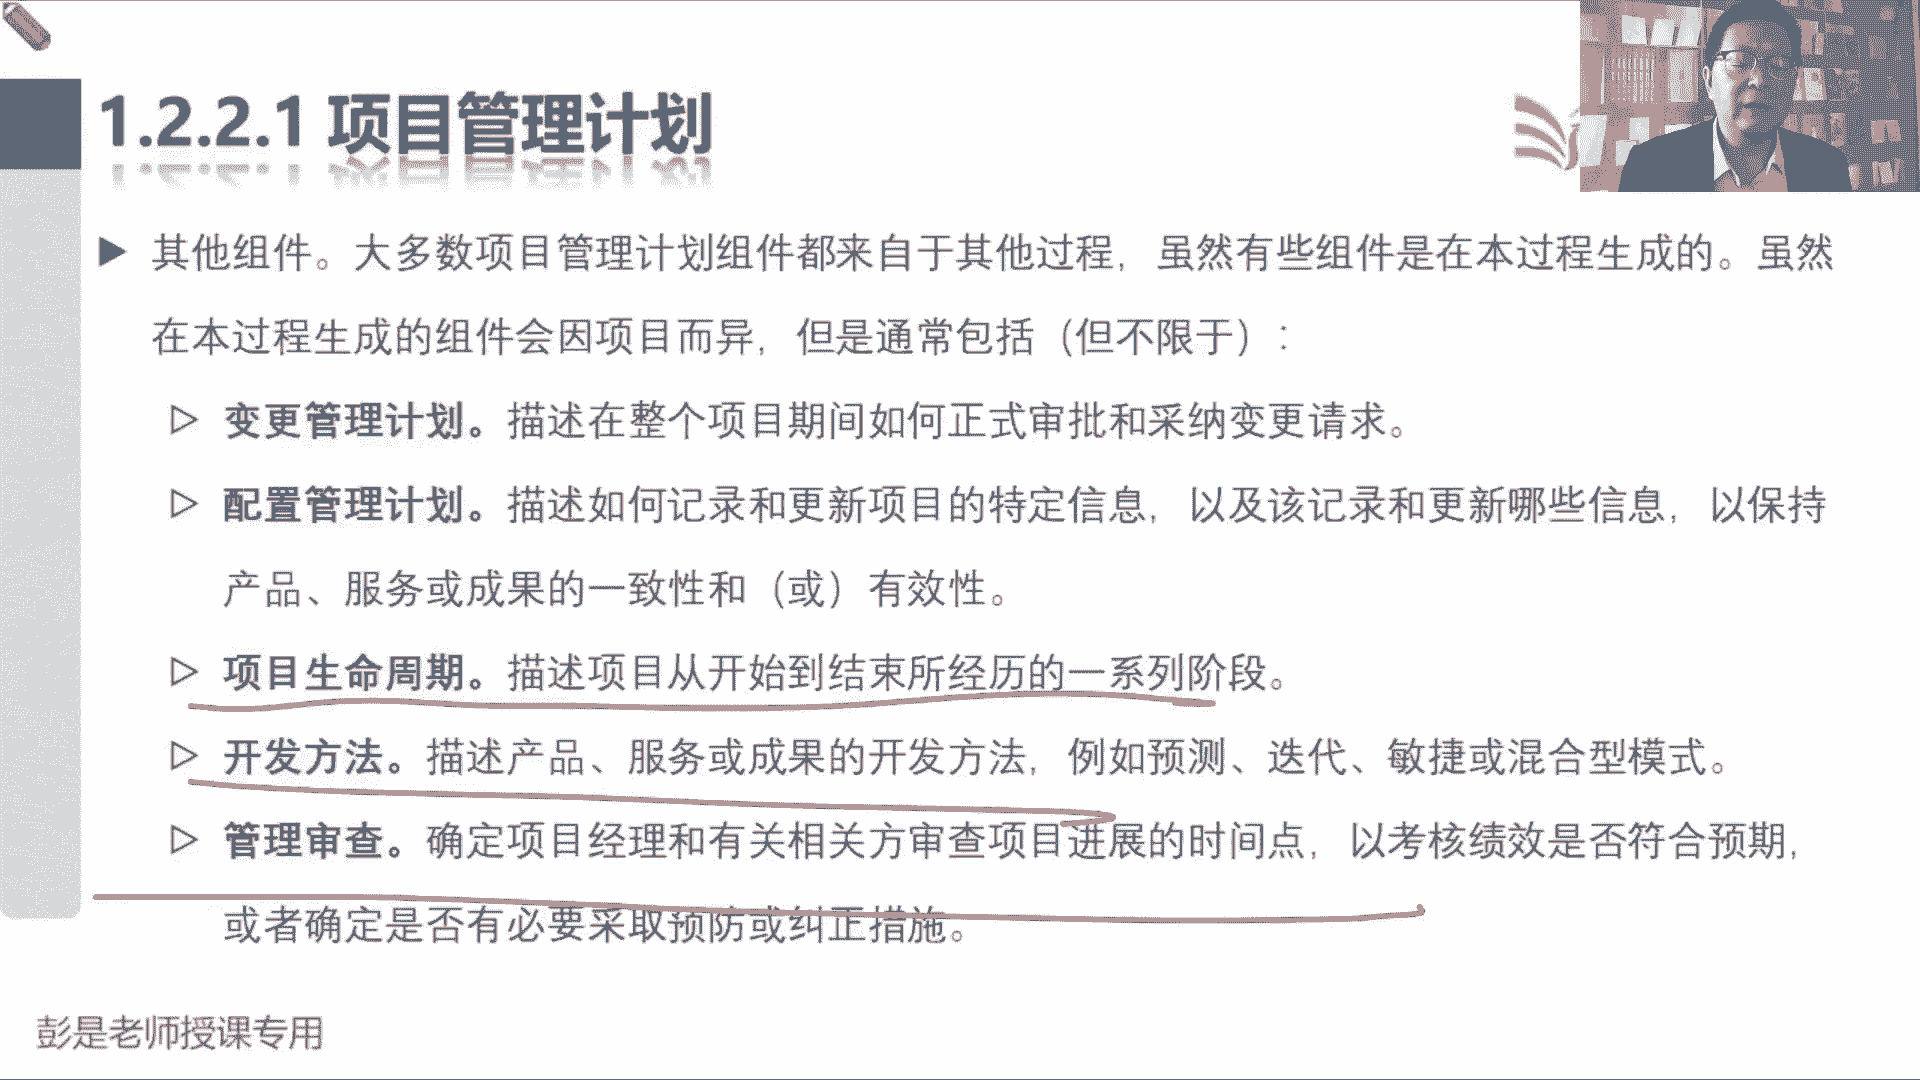 1.2.2.1 项目管理计划
其他组件。大多数项目管理计划组件都来自于其他过程，虽然有些组件是在本过程生成的。虽然
在本过程生成的组件会因项目而异，但是通常包括（但不限于）：
变更管理计划。描述在整个项目期间如何正式审批和采纳变更请求。
配置管理计划。描述如何记录和更新项目的特定信息，以及该记录和更新哪些信息，以保持
产品、服务或成果的一致性和（或）有效性。
项目生命周期。描述项目从开始到结束所经历的一系列阶段。
开发方法。描述产品、服务或成果的开发方法，例如预测、迭代、敏捷或混合型模式。
管理审查。确定项目经理和有关相关方审查项目进展的时间点，以考核绩效是否符合预期，
或者确定是否有必要采取预防或纠正措施。
彭是老师授课专用